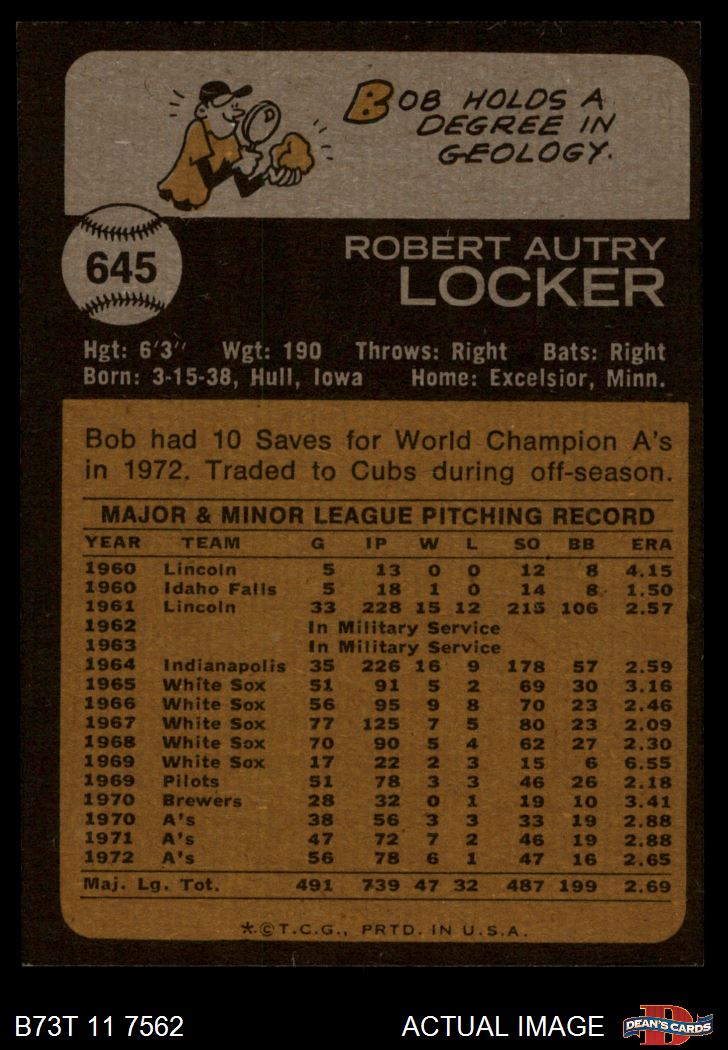 BOB HOLDS A
DEGREE IN
GEOLOGY.
645
ROBERT AUTRY
LOCKER
Hgt: 6'3" Wgt: 190 Throws: Right Bats: Right
Born: 3-15-38, Hull, Iowa Home: Excelsior, Minn.
Bob had 10 Saves for World Champion A's
in 1972. Traded to Cubs during off-season.
MAJOR & MINOR LEAGUE PITCHING RECORD
YEAR TEAM G IP W L SO BB ERA
1960 Lincoln 5 13 0 0 12 8 4.15
1960 Idaho Falls 5 18 1 0 14 8 1.50
1961 Lincoln 33 228 15 12 215 106 2.57
1962 In Military Service
1963 In Military Service
1964 Indianapolis 35 226 16 9 178 57 2.59
1965 White Sox 51 91 5 2 69 30 3.16
1966 White Sox 56 95 9 8 70 23 2.46
1967 White Sox 77 125 7 5 80 23 2.09
1968 White Sox 70 90 5 4 62 27 2.30
1969 White Sox 17 22 2 3 15 6 6.55
1969 Pilots 51 78 3 3 46 26 2.18
1970 Brewers 28 32 0 1 19 10 3.41
1970 A's 38 56 3 3 33 19 2.88
1971 A's 47 72 7 2 46 19 2.88
1972 A's 56 78 6 1 47 16 2.65
Maj. Lg. Tot. 491 739 47 32 487 199 2.69
*©T.C.G., PRTD. IN U.S.A.
B73T 11 7562 ACTUAL IMAGE
DEAN'S CARDS